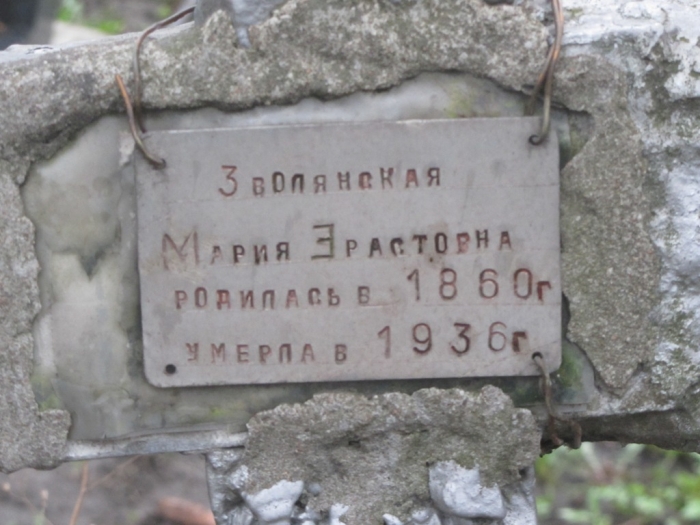 Зволянская
Мария Эрастовна
родилась в 1860г
умерла в 1936г